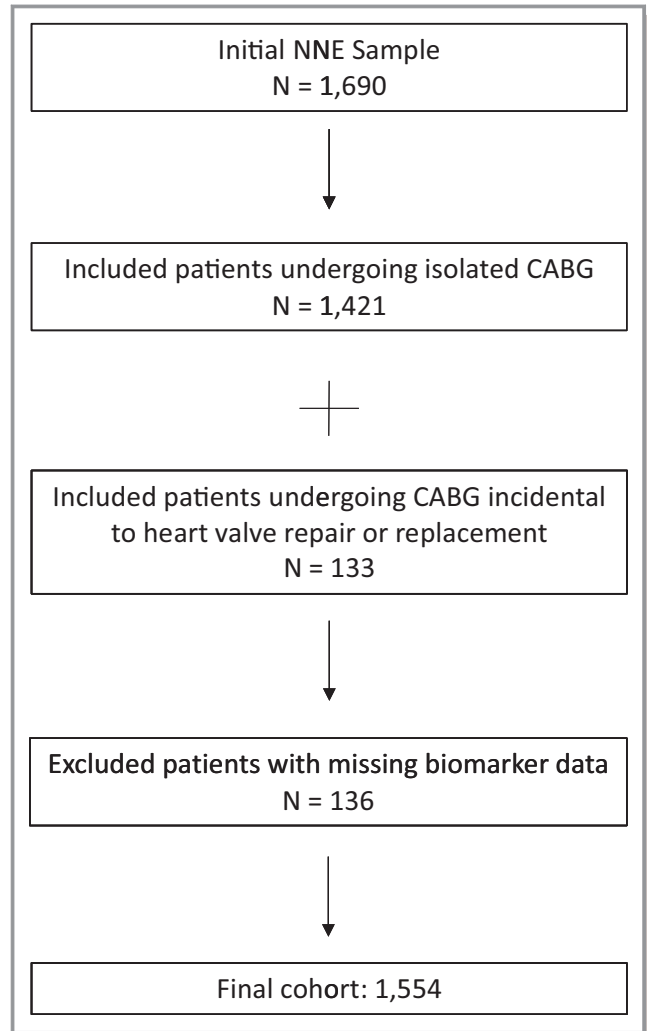 Initial NNE Sample
N = 1,690
Included patients undergoing isolated CABG
N = 1,421
Included patients undergoing CABG incidental
to heart valve repair or replacement
N = 133
Excluded patients with missing biomarker data
N = 136
Final cohort: 1,554